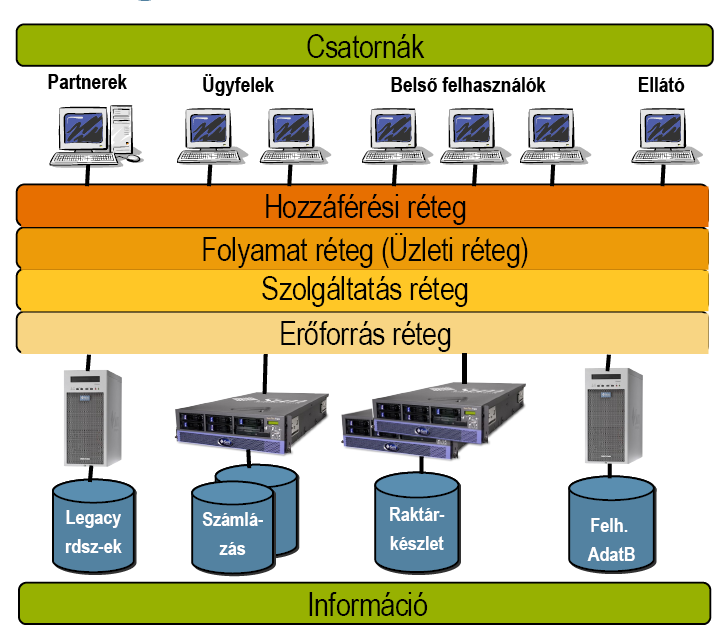 Csatornák
Partnerek
Ügyfelek
Belső felhasználók
Ellátó
Hozzáférési réteg
Folyamat réteg (Üzleti réteg)
Szolgáltatás réteg
Erőforrás réteg
Legacy
rdsz-ek
Számlá-
zás
Raktár-
készlet
Felh.
AdatB
Információ